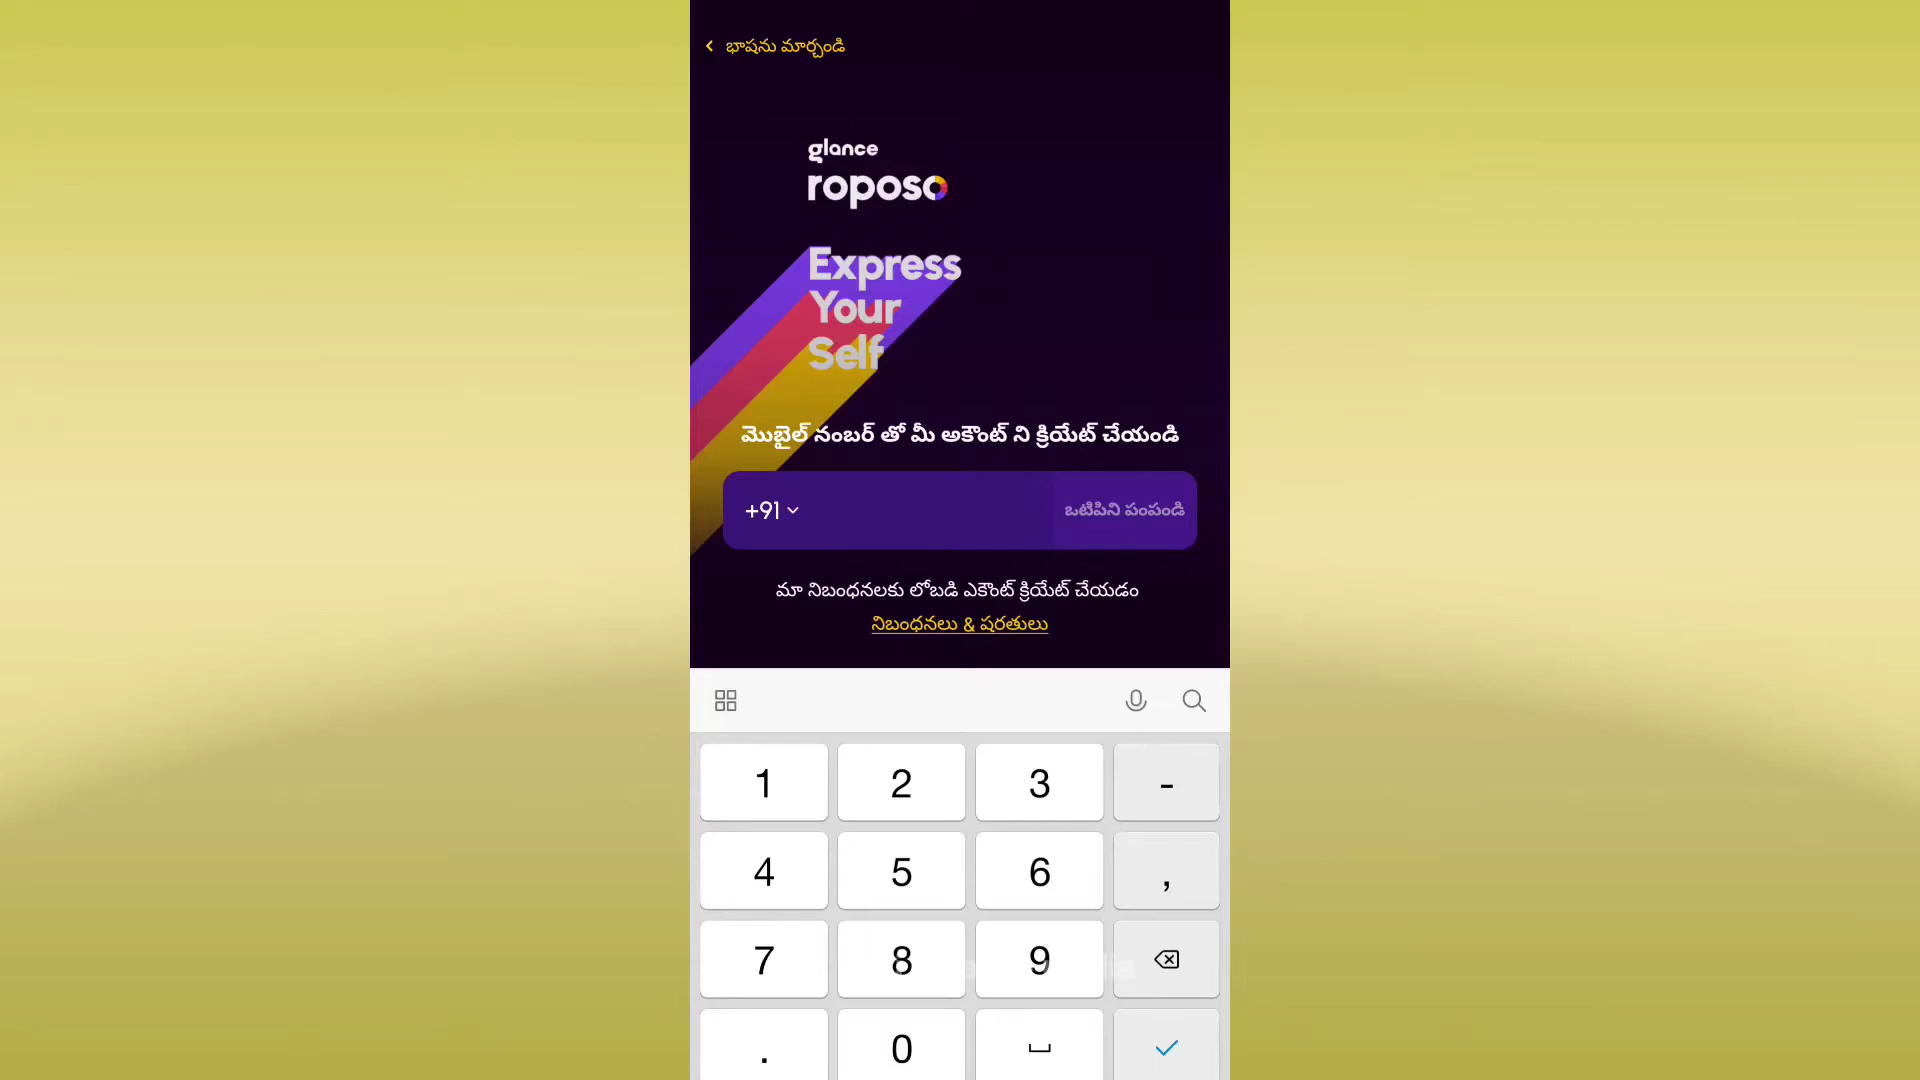 భాషను మార్చండి
glance
roposo
Express
Your
Self
మొబైల్ నంబర్ తో మీ అకౌంట్ ని క్రియేట్ చేయండి
+91 ఒటిపిని పంపండి
మా నిబంధనలకు లోబడి ఎకౌంట్ క్రియేట్ చేయడం
నిబంధనలు & షరతులు
1 2 3 -
4 5 6 ,
7 8 9
. 0